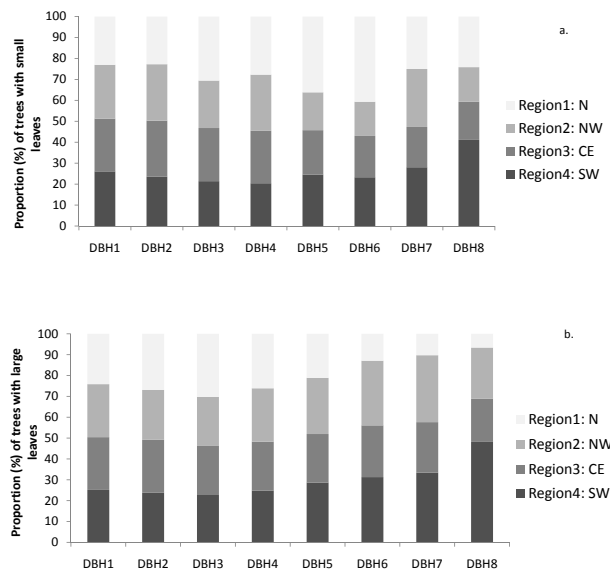 a.
Proportion (%) of trees with small
leaves
100
90
80
70
60
50
40
30
20
10
0
DBH1 DBH2 DBH3 DBH4 DBH5 DBH6 DBH7 DBH8
Region1: N
Region2: NW
Region3: CE
Region4: SW
b.
Proportion (%) of trees with large
leaves
100
90
80
70
60
50
40
30
20
10
0
DBH1 DBH2 DBH3 DBH4 DBH5 DBH6 DBH7 DBH8
Region1: N
Region2: NW
Region3: CE
Region4: SW